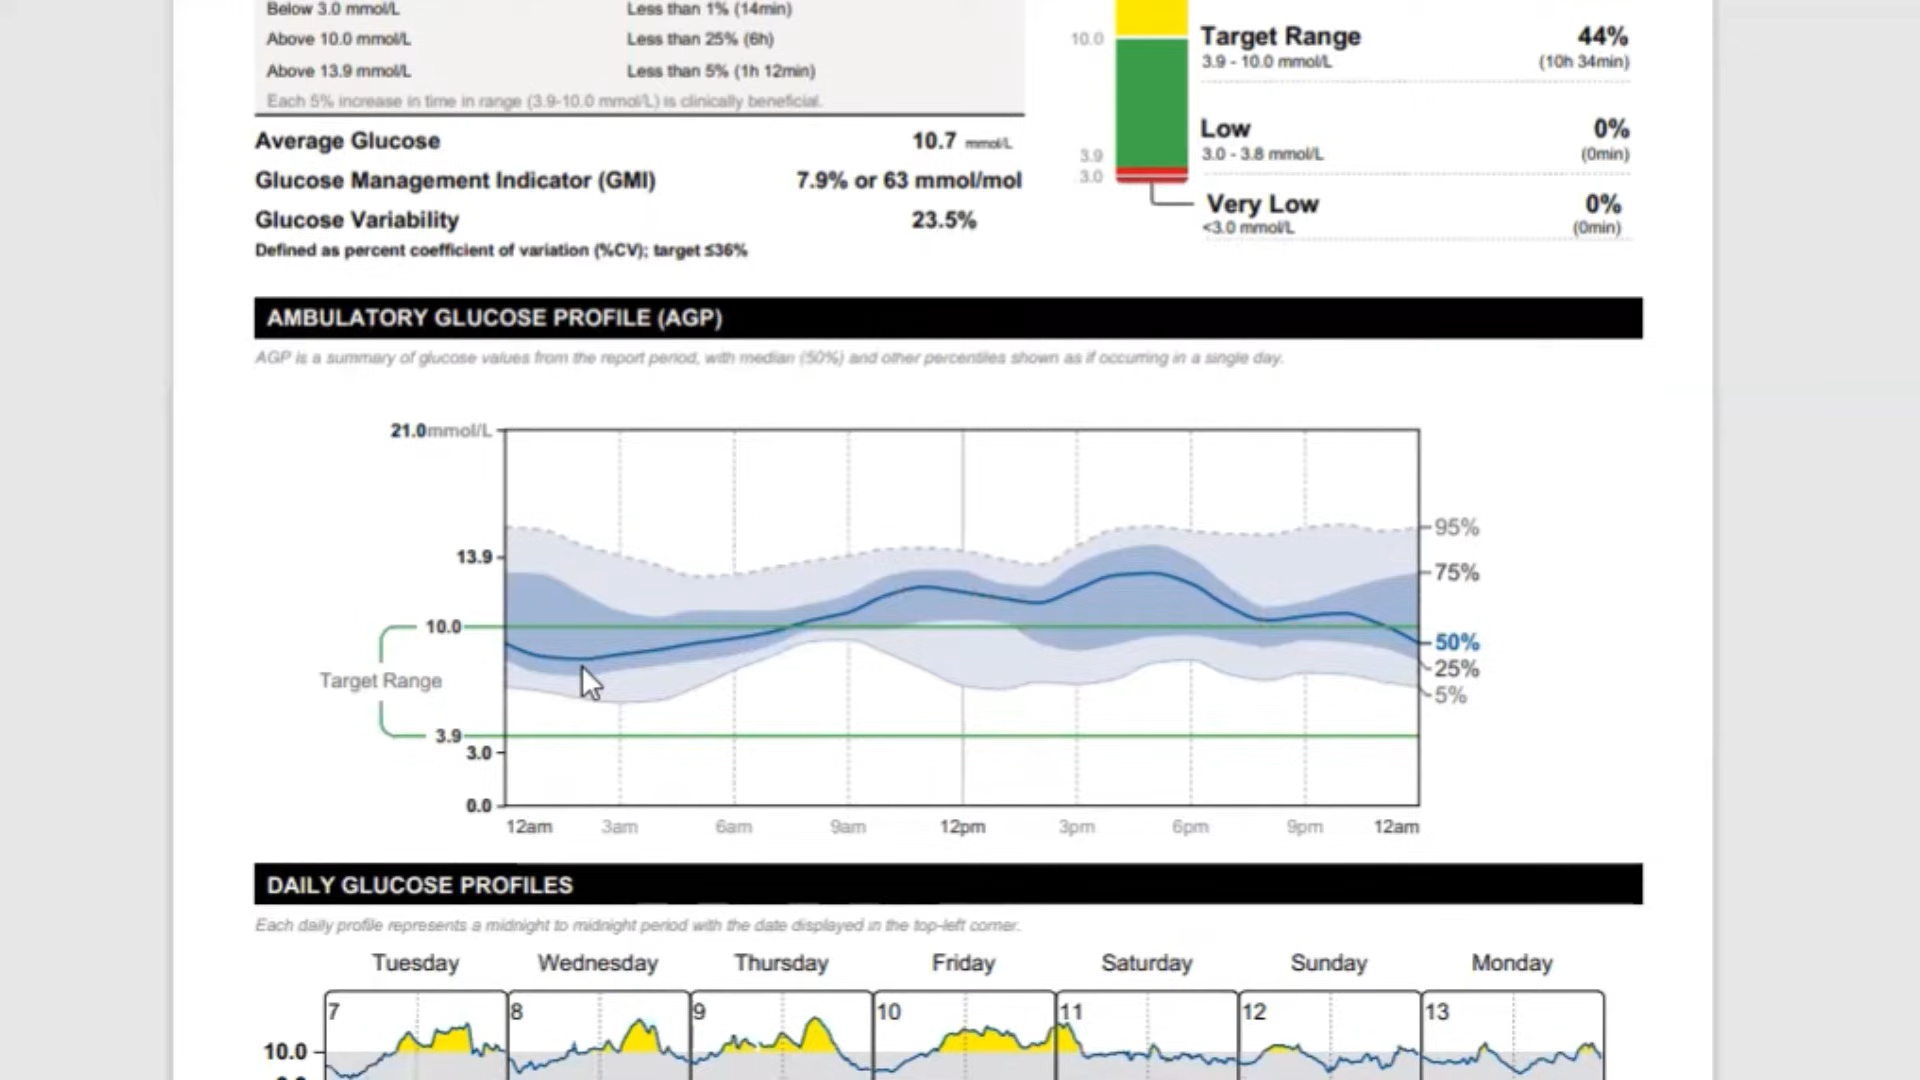 Below 3.0 mmol/L Less than 1% (14min)
Above 10.0 mmol/L Less than 25% (6h)
Above 13.9 mmol/L Less than 5% (1h 12min)
Each 5% increase in time in range (3.9-10.0 mmol/L) is clinically beneficial.
Average Glucose 10.7 mmol/L
Glucose Management Indicator (GMI) 7.9% or 63 mmol/mol
Glucose Variability 23.5%
Defined as percent coefficient of variation (%CV); target ≤36%
10.0
3.9
3.0
Target Range 44%
3.9 - 10.0 mmol/L (10h 34min)
Low 0%
3.0 - 3.8 mmol/L (0min)
Very Low 0%
<3.0 mmol/L (0min)
AMBULATORY GLUCOSE PROFILE (AGP)
AGP is a summary of glucose values from the report period, with median (50%) and other percentiles shown as if occurring in a single day.
21.0mmol/L
13.9
10.0
Target Range
3.9
3.0
0.0
95%
75%
50%
25%
5%
12am 3am 6am 9am 12pm 3pm 6pm 9pm 12am
DAILY GLUCOSE PROFILES
Each daily profile represents a midnight to midnight period with the date displayed in the top-left corner.
Tuesday Wednesday Thursday Friday Saturday Sunday Monday
7 8 9 10 11 12 13
10.0